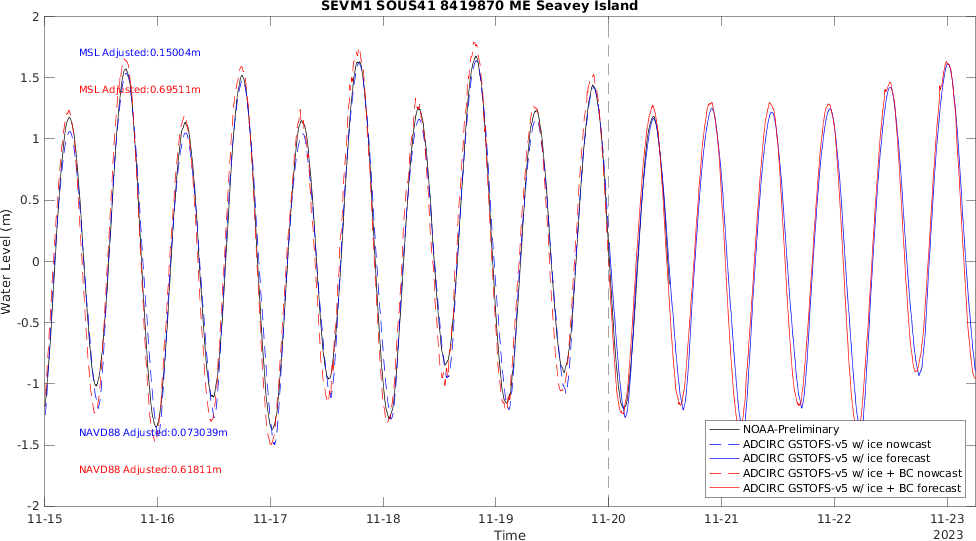 SEVM1 SOUS41 8419870 ME Seavey Island
2
1.5
1
0.5
0
-0.5
-1
-1.5
-2
Water Level (m)
MSL Adjusted:0.15004m
MSL Adjusted:0.69511m
NAVD88 Adjusted:0.073039m
NAVD88 Adjusted:0.61811m
NOAA-Preliminary
ADCIRC GSTOFS-v5 w/ ice nowcast
ADCIRC GSTOFS-v5 w/ ice forecast
ADCIRC GSTOFS-v5 w/ ice + BC nowcast
ADCIRC GSTOFS-v5 w/ ice + BC forecast
11-15 11-16 11-17 11-18 11-19 11-20 11-21 11-22 11-23
2023
Time